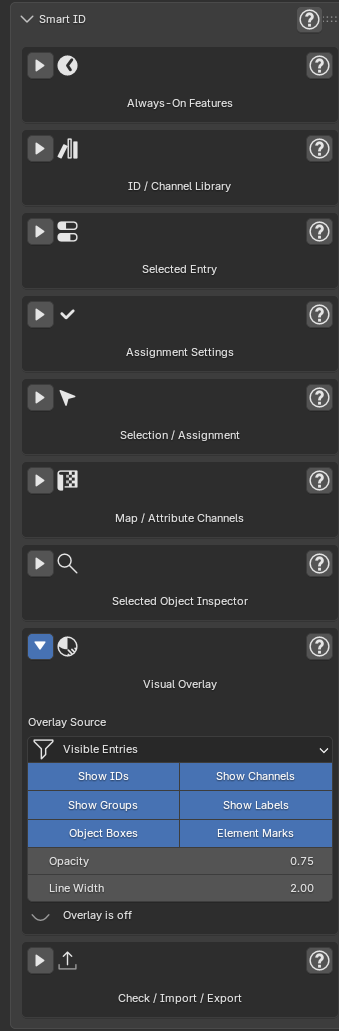 Smart ID
Always-On Features
ID / Channel Library
Selected Entry
Assignment Settings
Selection / Assignment
Map / Attribute Channels
Selected Object Inspector
Visual Overlay
Overlay Source
Visible Entries
Show IDs Show Channels
Show Groups Show Labels
Object Boxes Element Marks
Opacity 0.75
Line Width 2.00
Overlay is off
Check / Import / Export